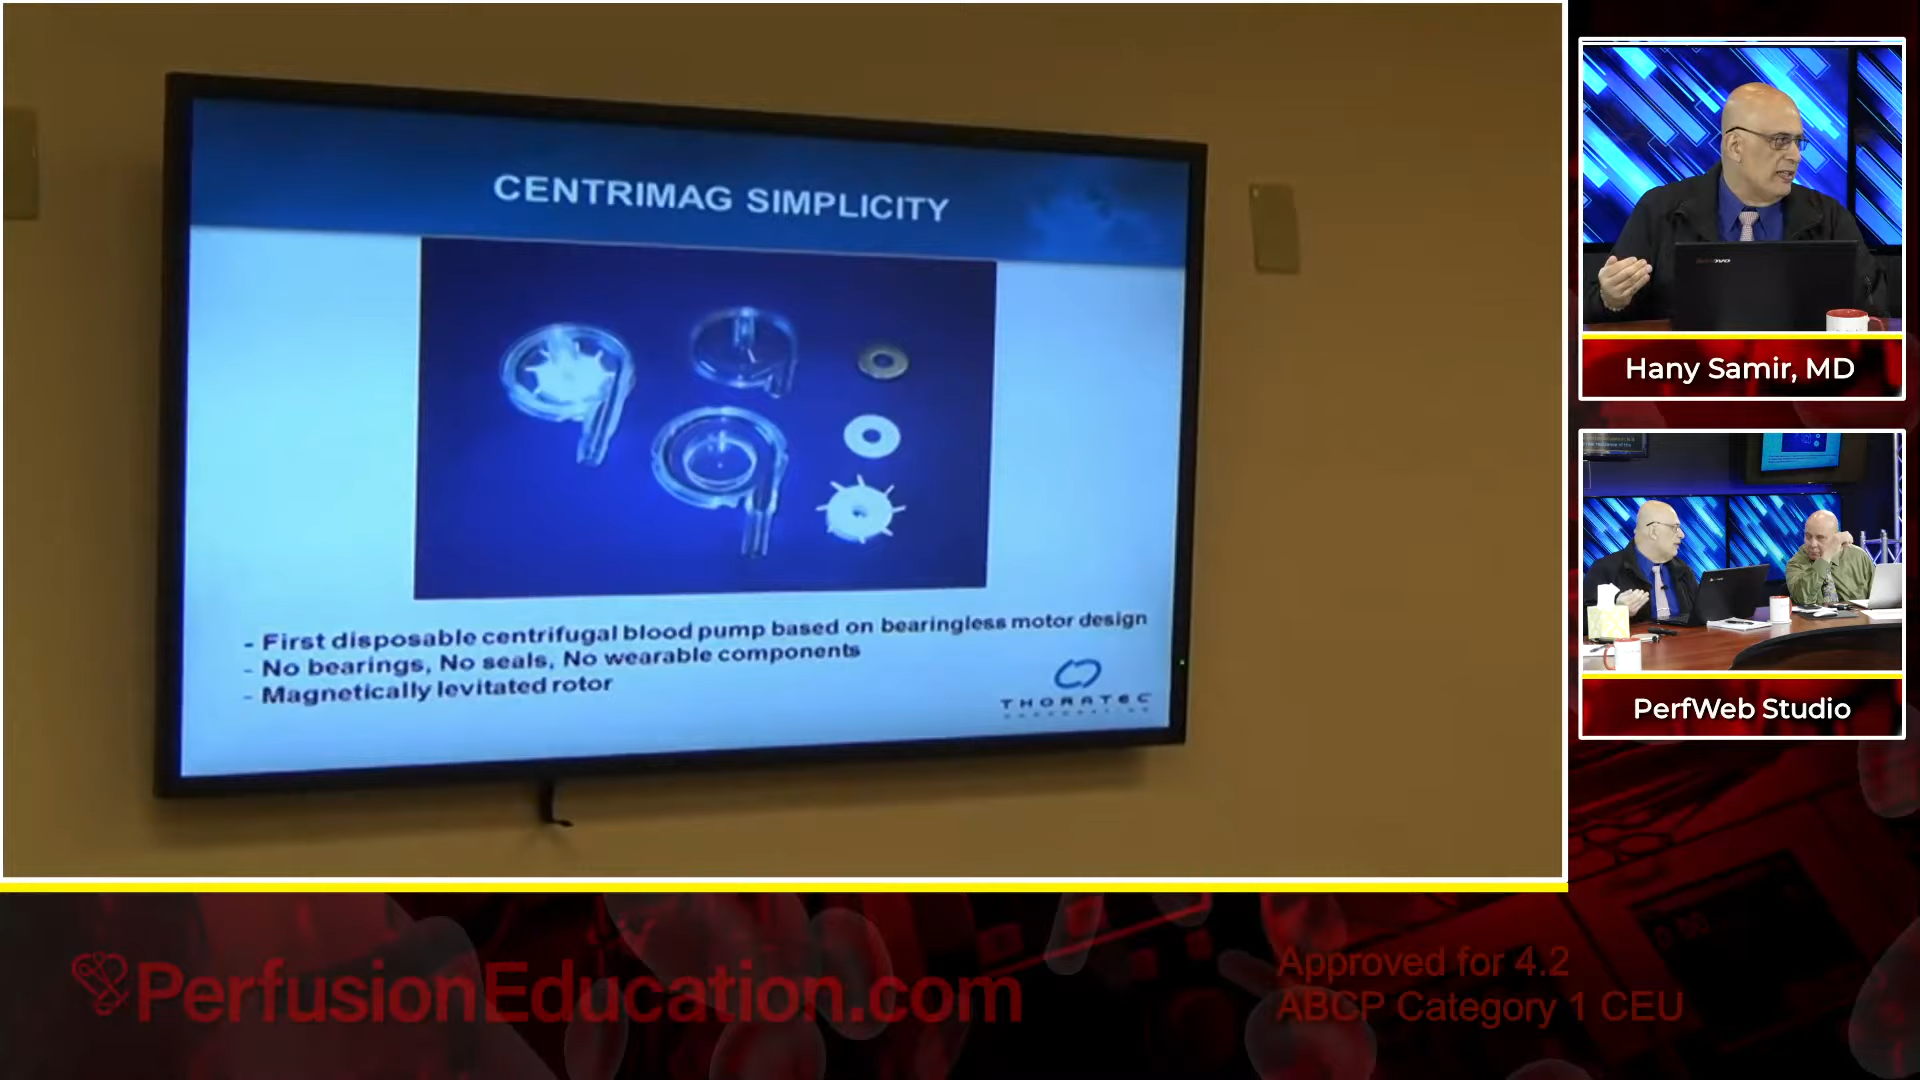 CENTRIMAG SIMPLICITY
- First disposable centrifugal blood pump based on bearingless motor design
- No bearings, No seals, No wearable components
- Magnetically levitated rotor
THORATEC
Hany Samir, MD
PerfWeb Studio
PerfusionEducation.com
Approved for 4.2
ABCP Category 1 CEU